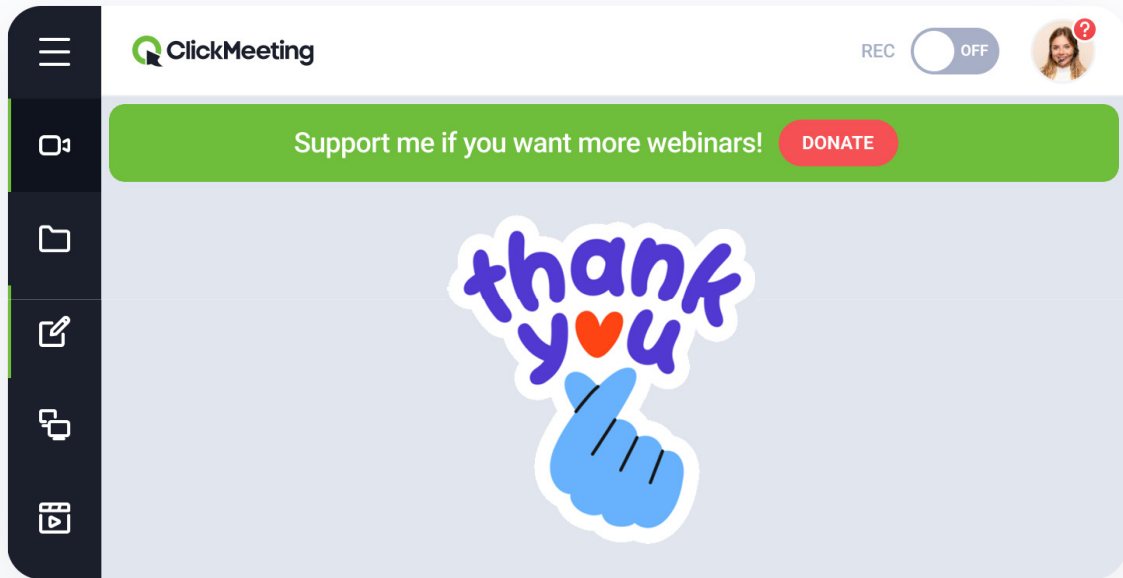 ClickMeeting
REC
OFF
?
Support me if you want more webinars!
DONATE
thank
you